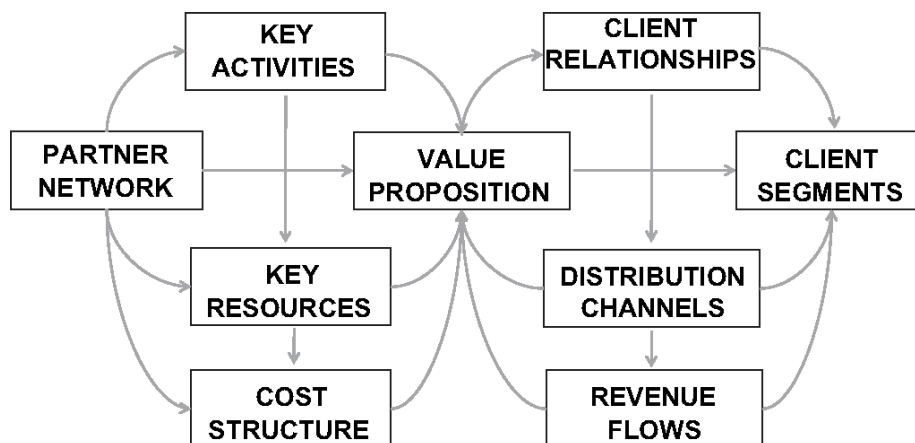 KEY
ACTIVITIES
CLIENT
RELATIONSHIPS
PARTNER
NETWORK
VALUE
PROPOSITION
CLIENT
SEGMENTS
KEY
RESOURCES
DISTRIBUTION
CHANNELS
COST
STRUCTURE
REVENUE
FLOWS